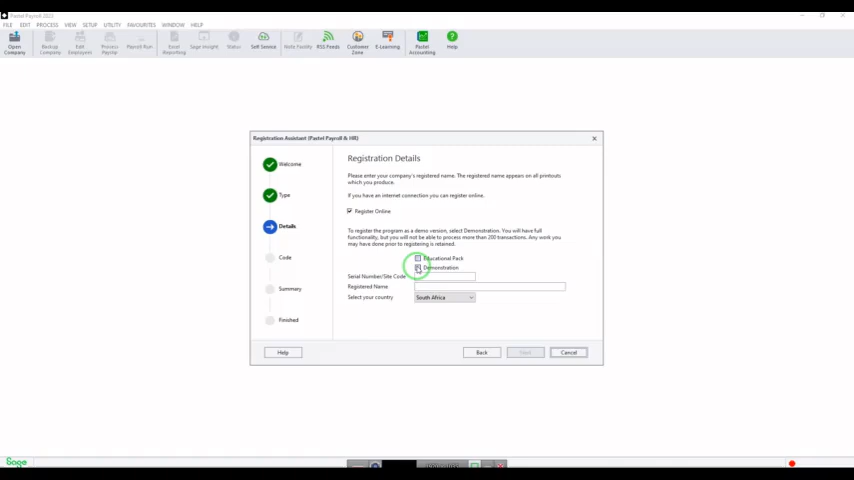 Pastel Payroll 2023
FILE EDIT PROCESS VIEW SETUP UTILITY FAVOURITES WINDOW HELP
Open Company
Backup Company
Edit Employees
Process Payslip
Payroll Run
Excel Reporting
Sage Insight
Status
Self Service
Note Facility
RSS Feeds
Customer Zone
E-Learning
Pastel Accounting
Help
Registration Assistant (Pastel Payroll & HR)
Welcome
Type
Details
Code
Summary
Finished
Registration Details
Please enter your company's registered name. The registered name appears on all printouts
which you produce.
If you have an internet connection you can register online.
Register Online
To register the program as a demo version, select Demonstration. You will have full
functionality, but you will not be able to process more than 200 transactions. Any work you
may have done prior to registering is retained.
Educational Pack
Demonstration
Serial Number/Site Code
Registered Name
Select your country South Africa
Help Back Next Cancel
Sage